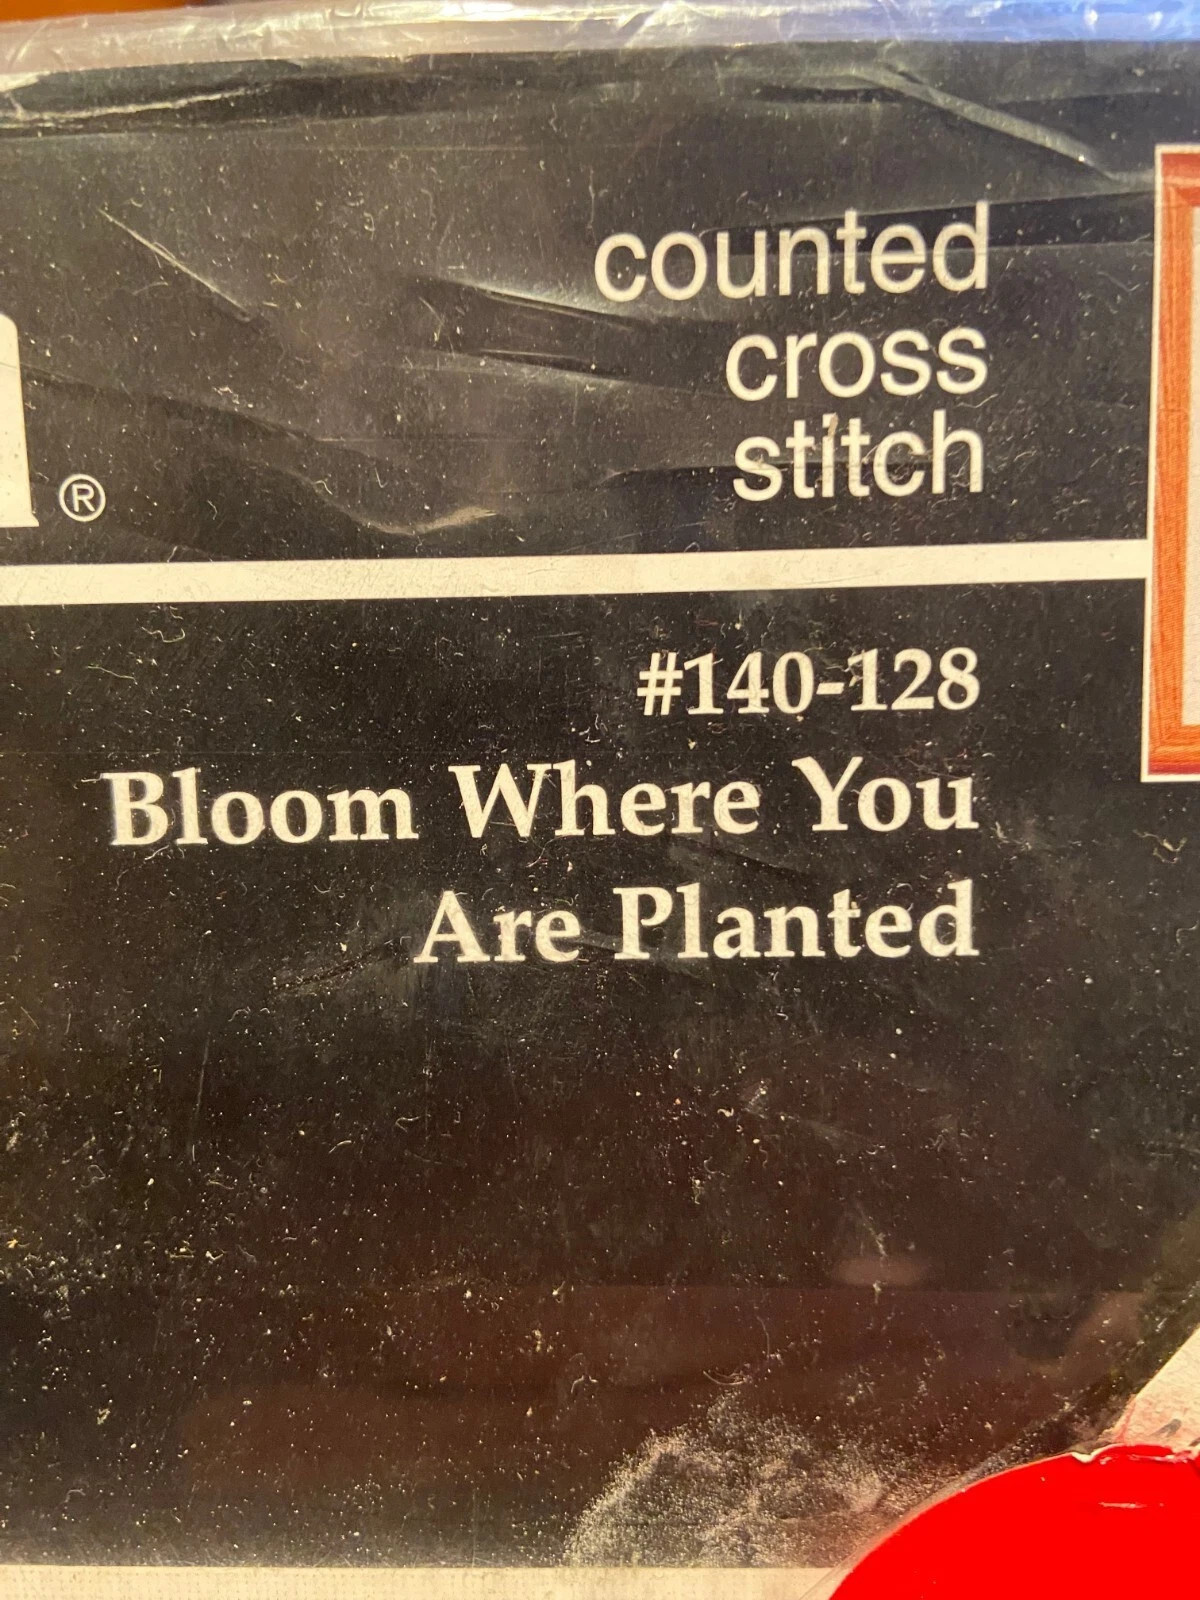 ®
counted
cross
stitch
#140-128
Bloom Where You
Are Planted